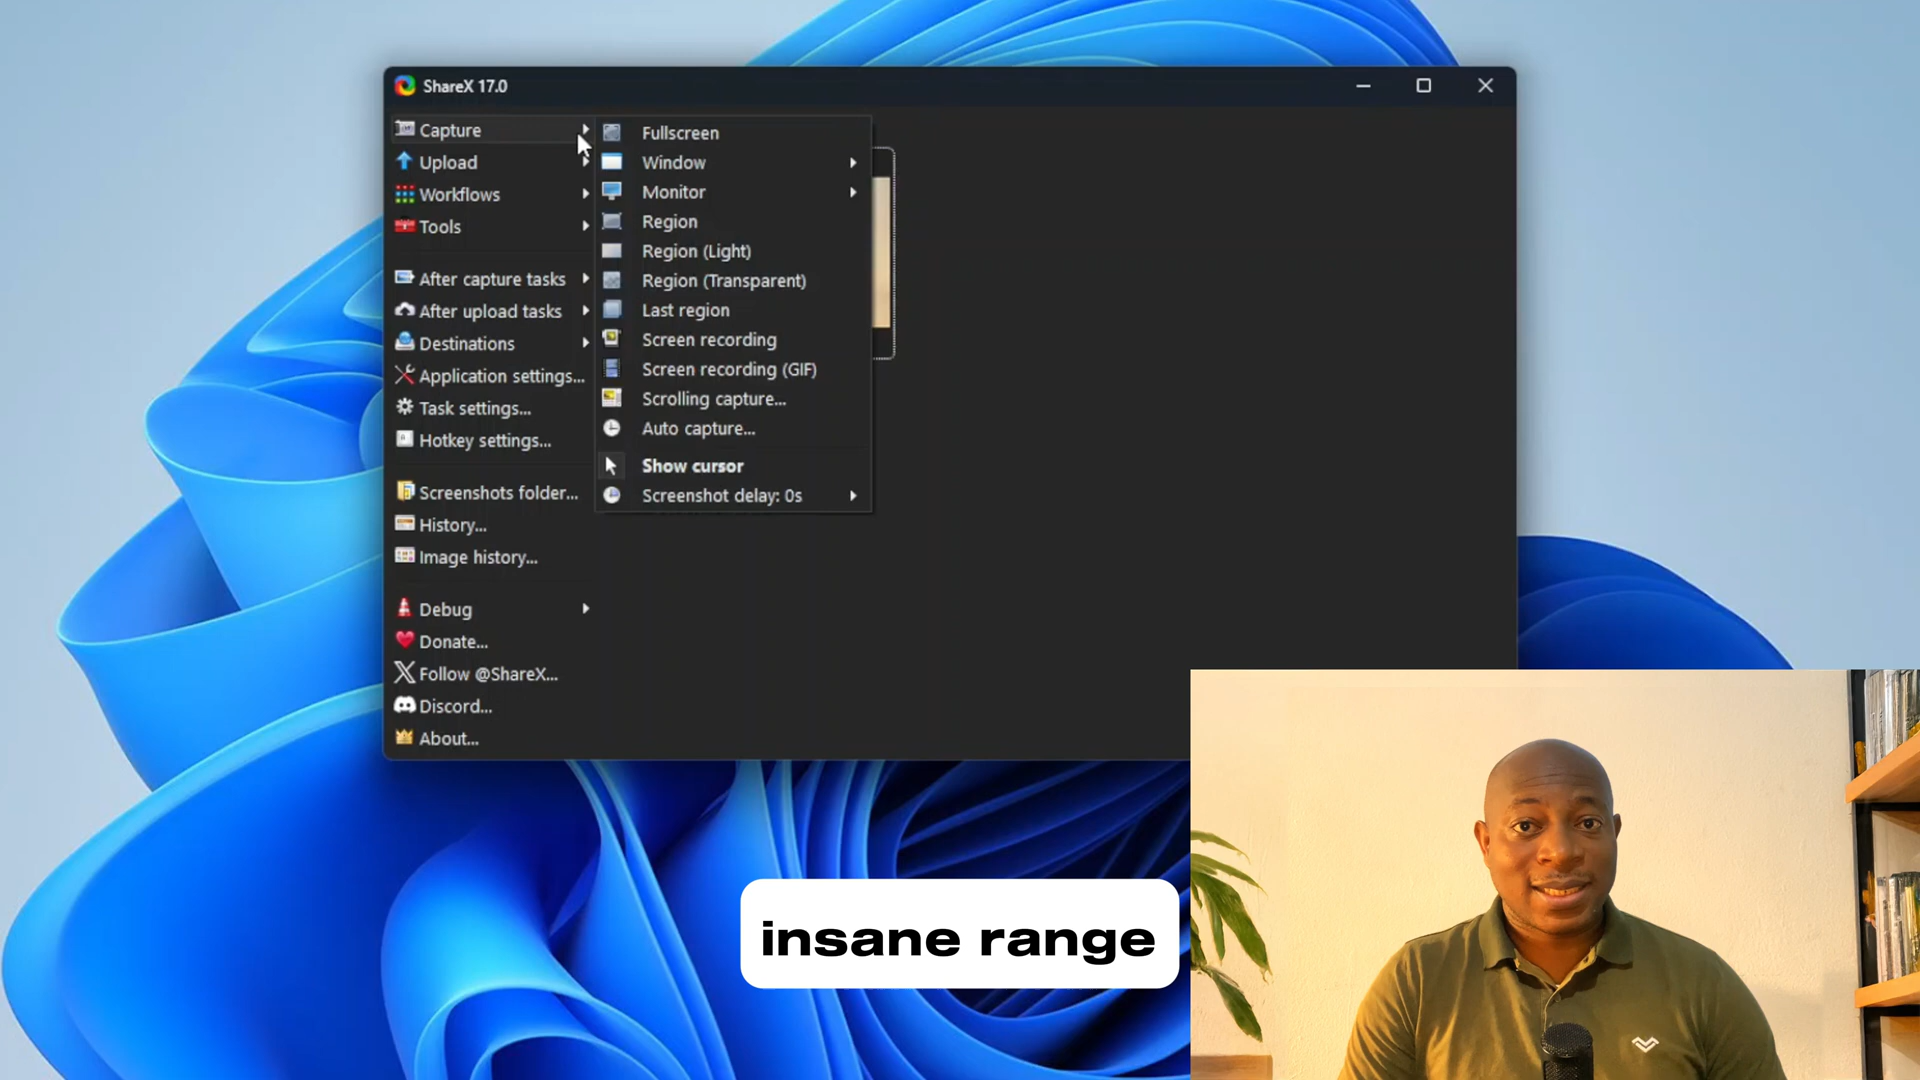 ShareX 17.0
Capture
Upload
Workflows
Tools
After capture tasks
After upload tasks
Destinations
Application settings...
Task settings...
Hotkey settings...
Screenshots folder...
History...
Image history...
Debug
Donate...
Follow @ShareX...
Discord...
About...
Fullscreen
Window
Monitor
Region
Region (Light)
Region (Transparent)
Last region
Screen recording
Screen recording (GIF)
Scrolling capture...
Auto capture...
Show cursor
Screenshot delay: 0s
insane range